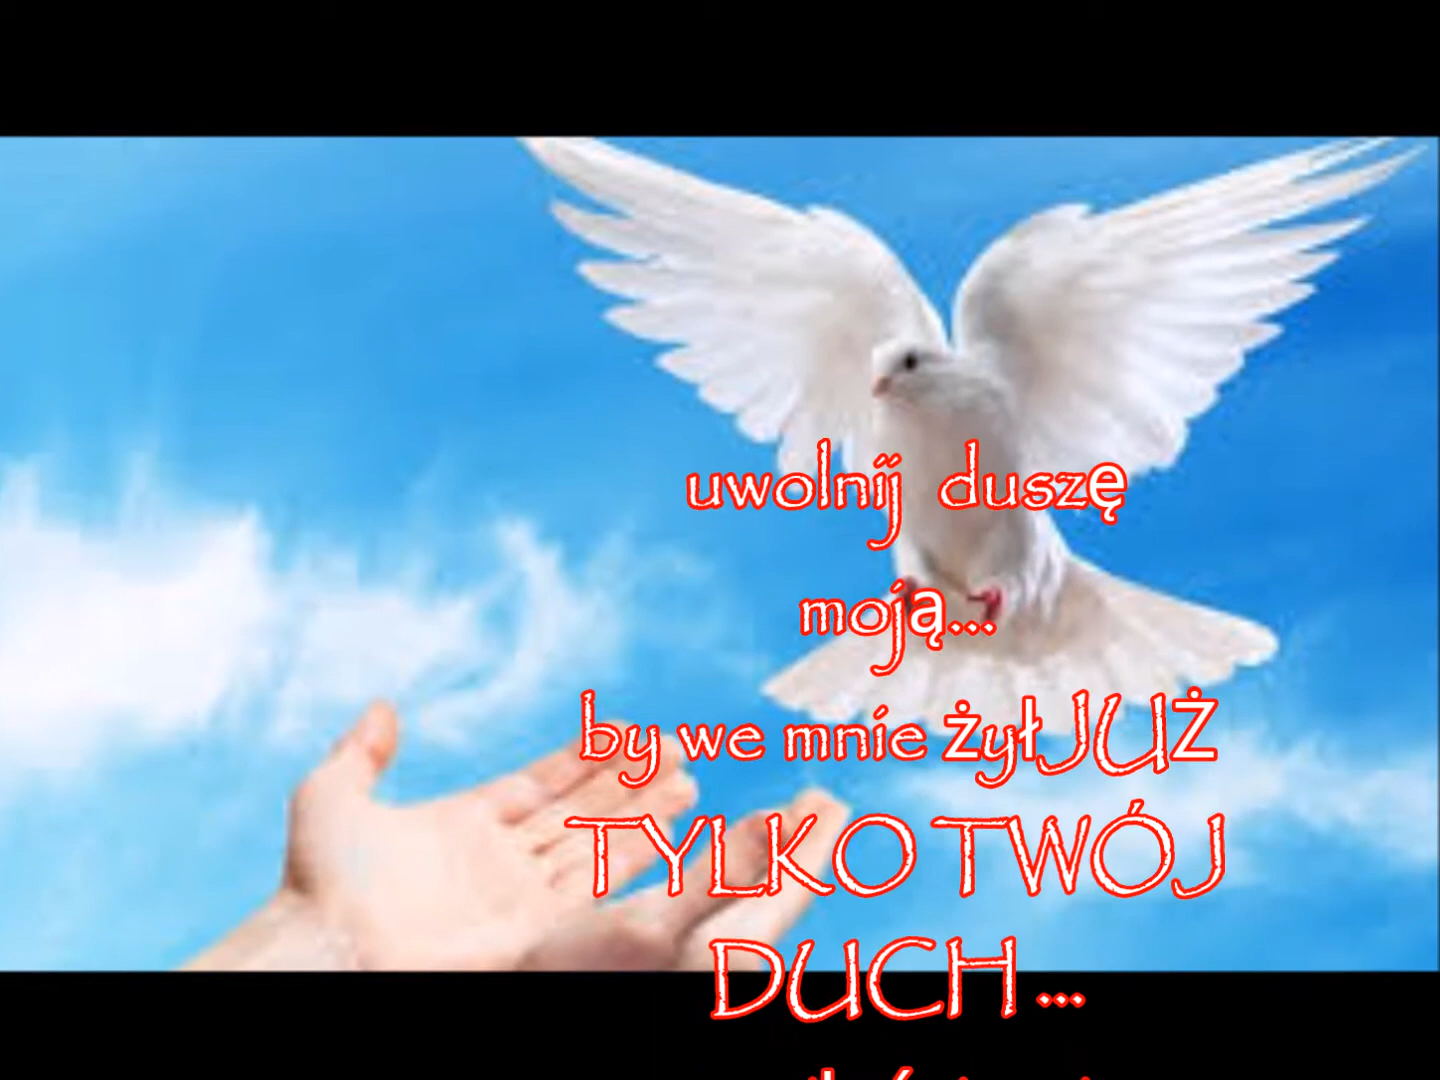 uwolnij duszę
moją...
by we mnie żyłJUŻ
TYLKO TWÓJ
DUCH ...